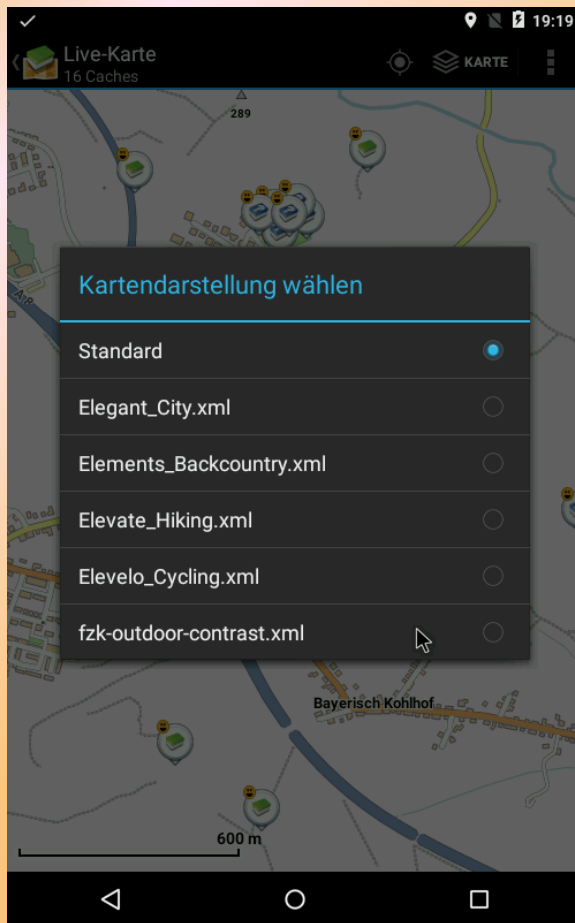 19:19
Live-Karte
16 Caches
KARTE
289
A P
Kartendarstellung wählen
Standard
Elegant_City.xml
Elements_Backcountry.xml
Elevate_Hiking.xml
Elevelo_Cycling.xml
fzk-outdoor-contrast.xml
Bayerisch Kohlhof
600 m